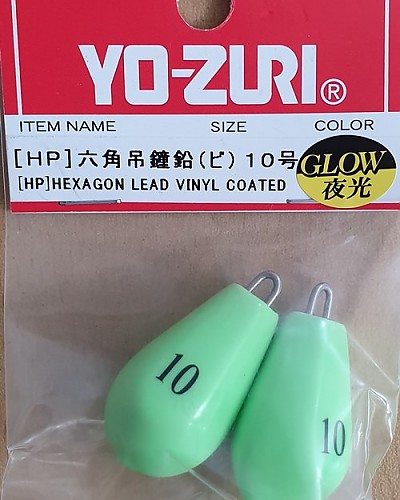 YO-ZURI®
ITEM NAME SIZE COLOR
[HP]六角吊鐘鉛(ビ) 10号
[HP]HEXAGON LEAD VINYL COATED
GLOW
夜光
10
10